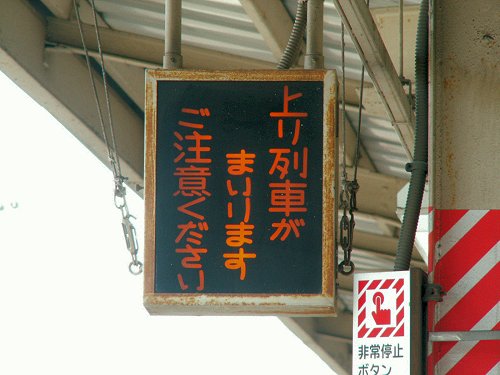 上り列車が
まいります
ご注意ください
非常停止
ボタン